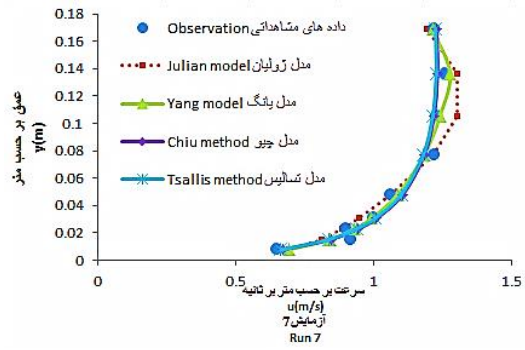 0.18
0.16
0.14
0.12
0.1
0.08
0.06
0.04
0.02
0
عمق بر حسب متر
y(m)
Observation داده های مشاهداتی
Julian model مدل ژولیان
Yang model مدل یانگ
Chiu method مدل چیو
Tsallis method مدل تسالیس
0 0.5 1 1.5
سرعت بر حسب متر بر ثانیه
u(m/s)
آزمایش7
Run 7